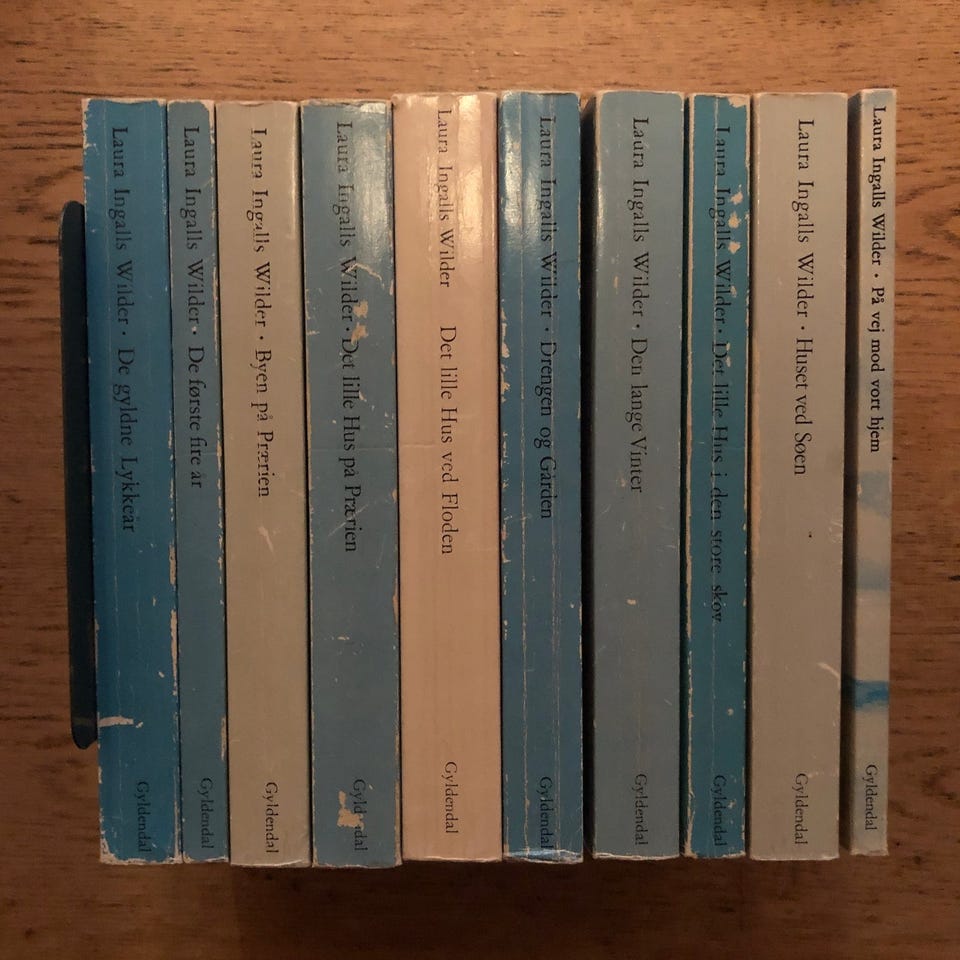 Laura Ingalls Wilder · De gyldne Lykkeår
Gyldendal
Laura Ingalls Wilder · De første fire år
Gyldendal
Laura Ingalls Wilder · Byen på Prærien
Gyldendal
Laura Ingalls Wilder · Det lille Hus på Prærien
Gyldendal
Laura Ingalls Wilder Det lille Hus ved Floden
Gyldendal
Laura Ingalls Wilder · Drengen og Gården
Gyldendal
Laura Ingalls Wilder · Den lange Vinter
Gyldendal
Laura Ingalls Wilder · Det lille Hus i den store skov
Gyldendal
Laura Ingalls Wilder · Huset ved Søen
Gyldendal
Laura Ingalls Wilder · På vej mod vort hjem
Gyldendal